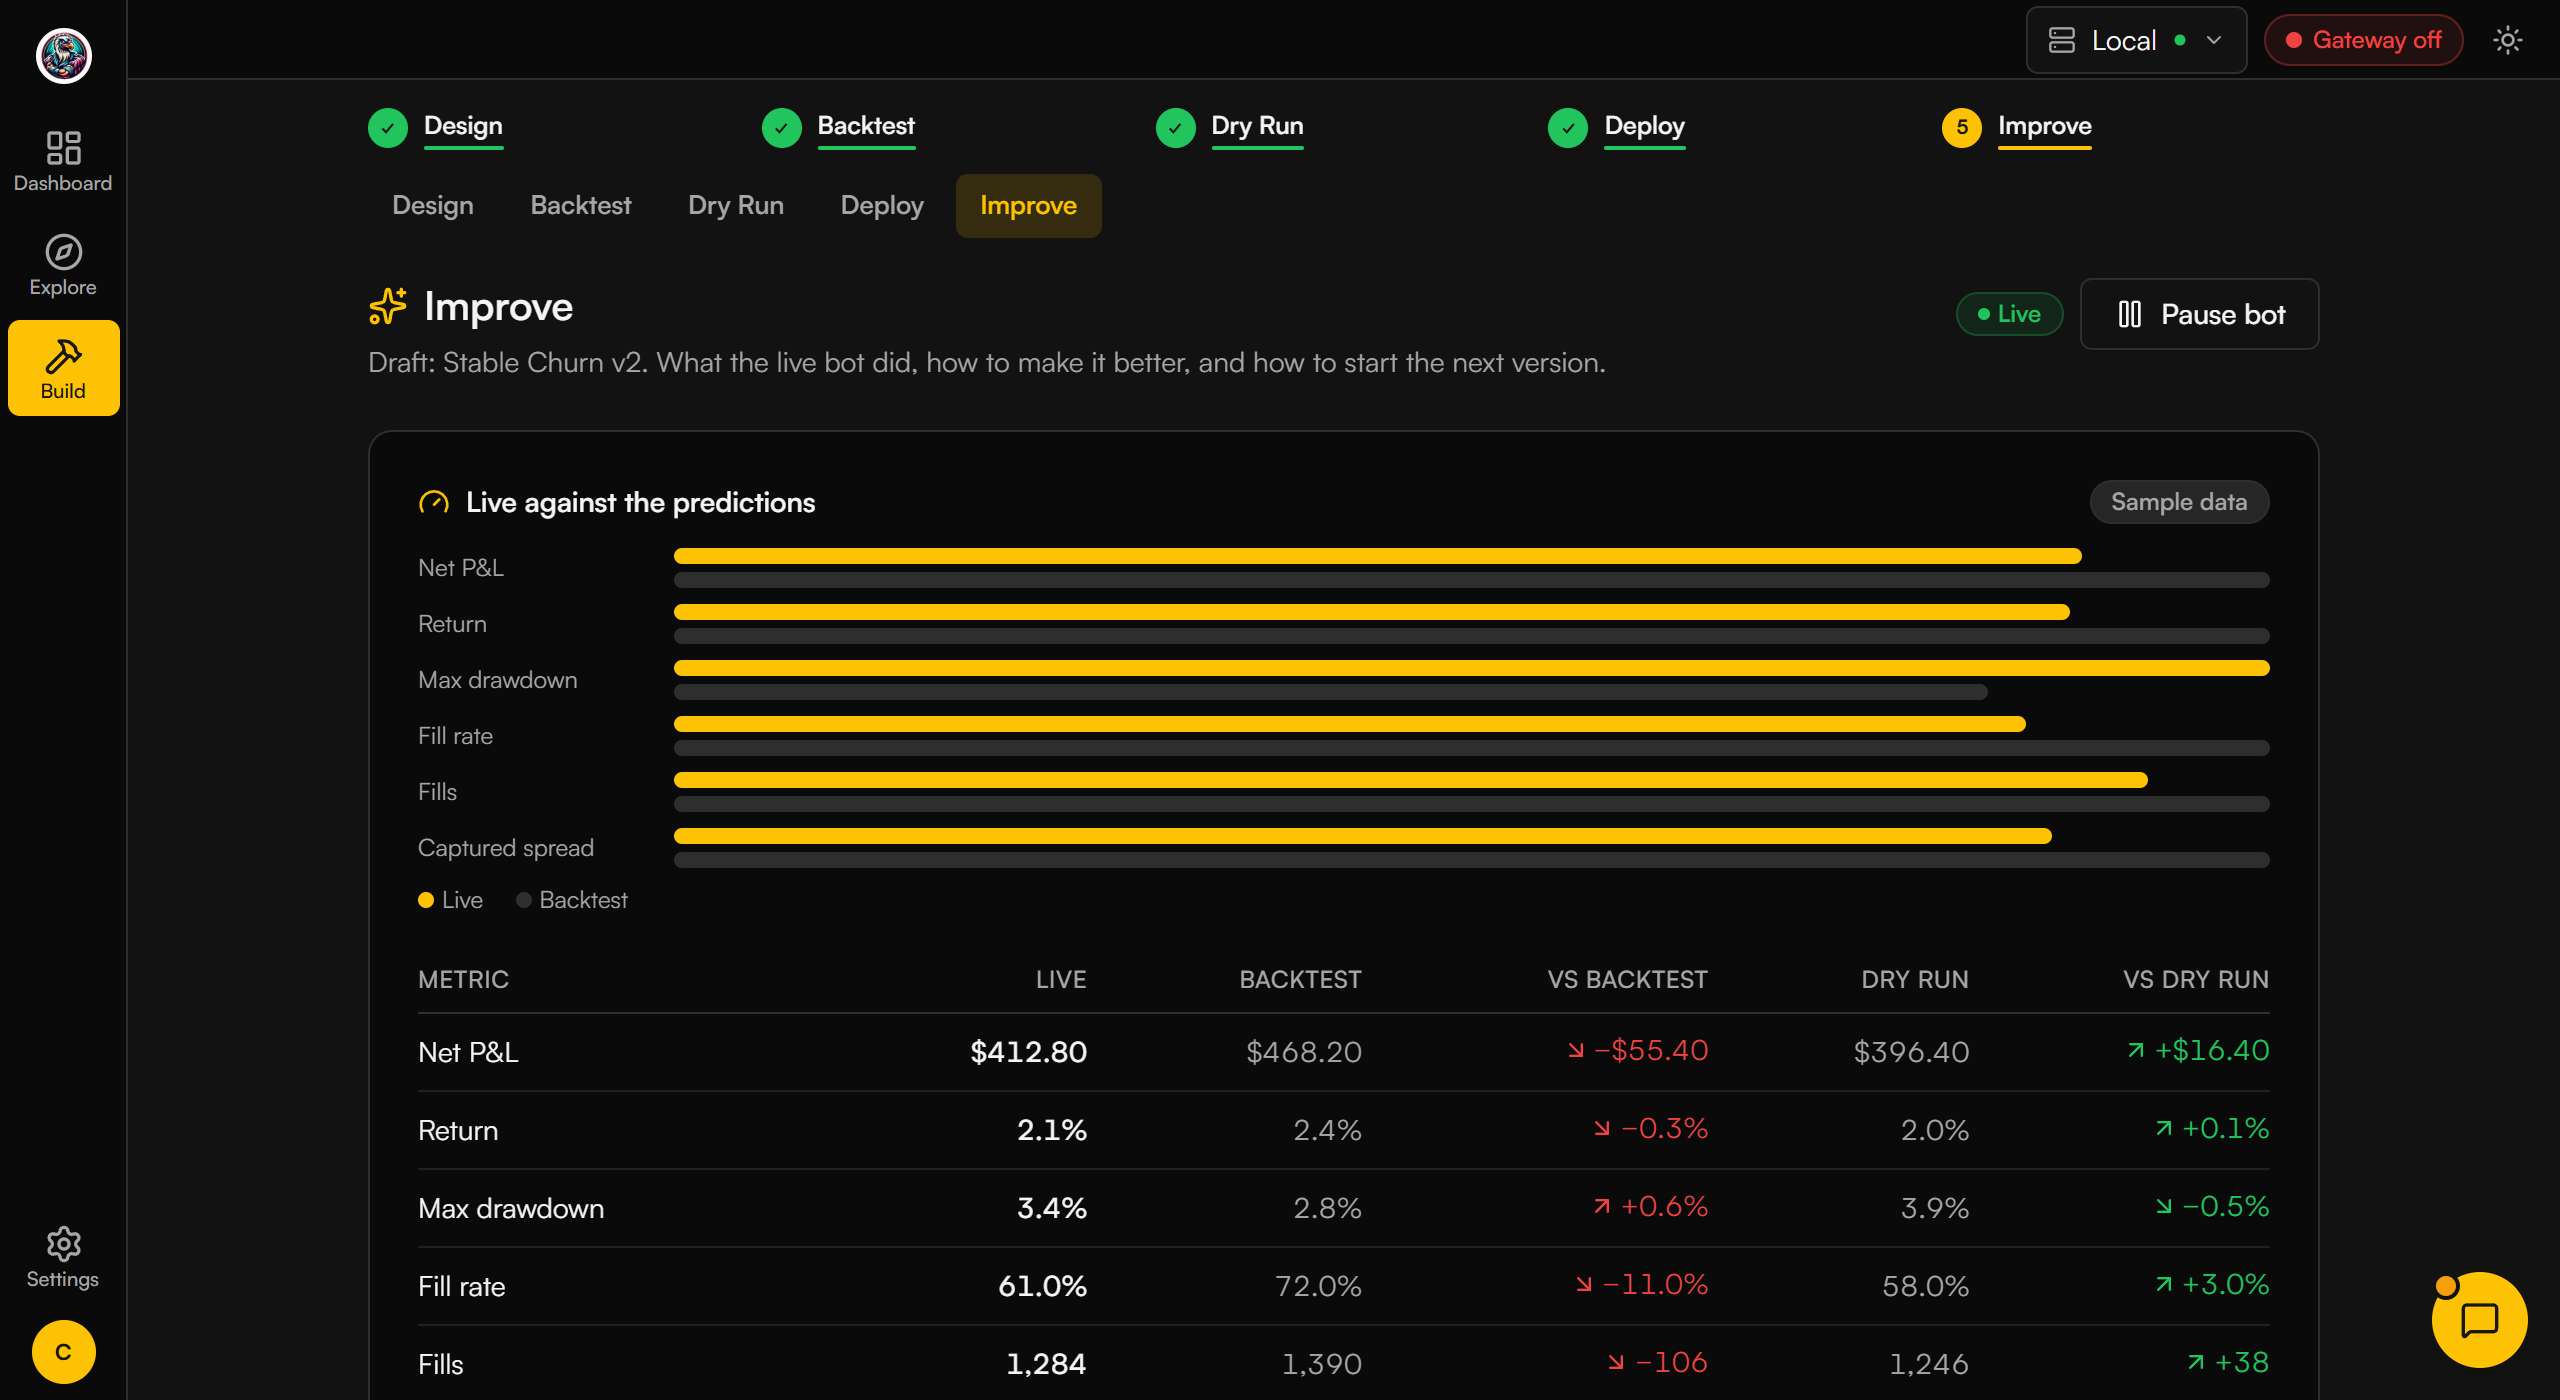 Local
Gateway off
Dashboard
Explore
Build
Settings
C
Design
Backtest
Dry Run
Deploy
5 Improve
Design Backtest Dry Run Deploy Improve
Improve
Live
Pause bot
Draft: Stable Churn v2. What the live bot did, how to make it better, and how to start the next version.
Live against the predictions
Sample data
Net P&L
Return
Max drawdown
Fill rate
Fills
Captured spread
Live Backtest
METRIC LIVE BACKTEST VS BACKTEST DRY RUN VS DRY RUN
Net P&L $412.80 $468.20 −$55.40 $396.40 +$16.40
Return 2.1% 2.4% −0.3% 2.0% +0.1%
Max drawdown 3.4% 2.8% +0.6% 3.9% −0.5%
Fill rate 61.0% 72.0% −11.0% 58.0% +3.0%
Fills 1,284 1,390 −106 1,246 +38